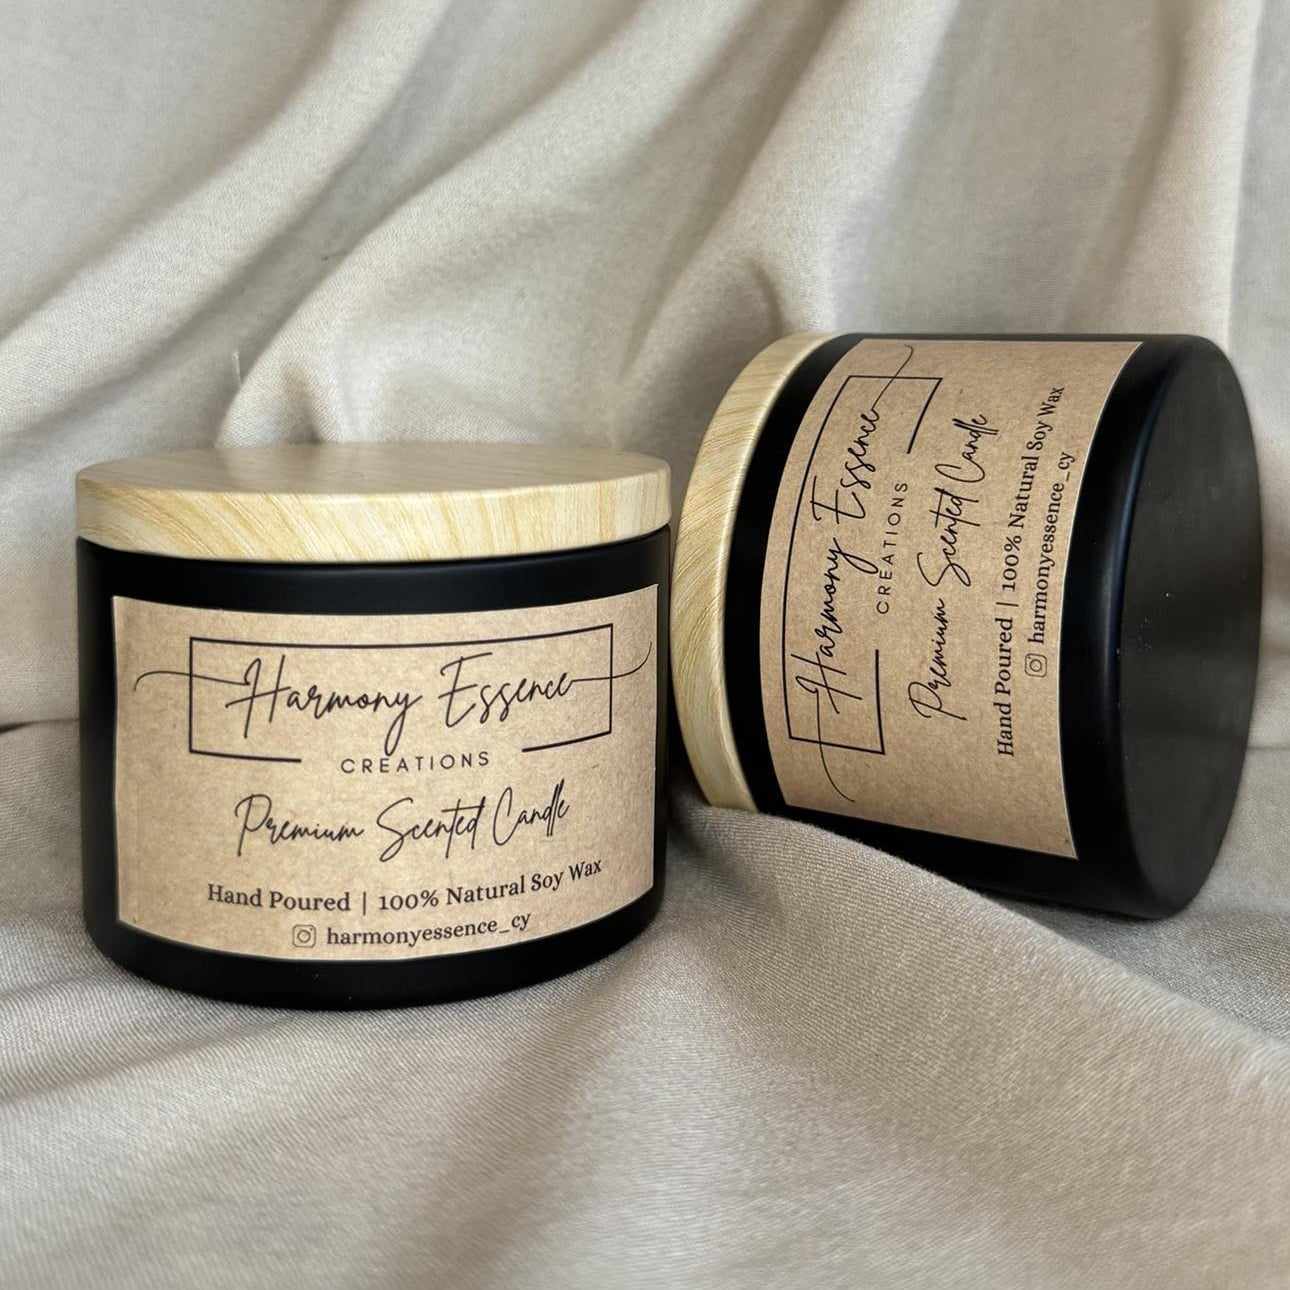 Harmony Essence
CREATIONS
Premium Scented Candle
Hand Poured | 100% Natural Soy Wax
harmonyessence_cy
Harmony Essence
CREATIONS
Premium Scented Candle
Hand Poured | 100% Natural Soy Wax
harmonyessence_cy